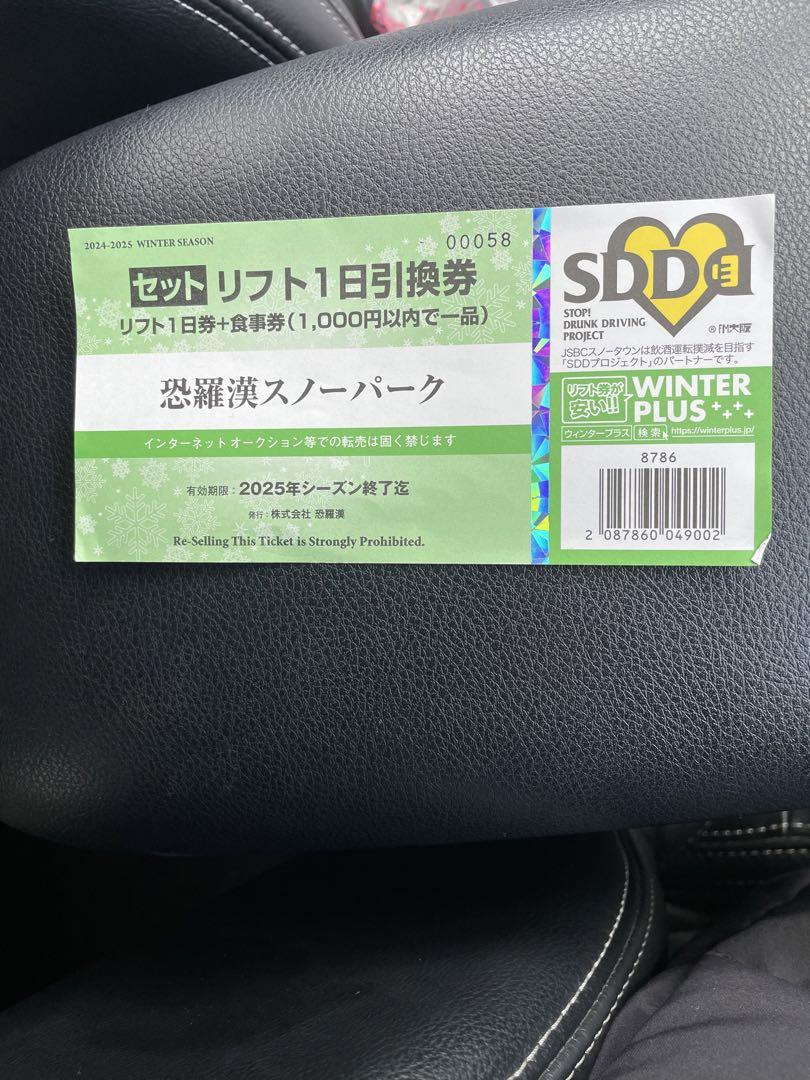 2024-2025 WINTER SEASON
00058
セット リフト1日引換券
リフト1日券+食事券(1,000円以内で一品)
恐羅漢スノーパーク
インターネットオークション等での転売は固く禁じます
有効期限:2025年シーズン終了迄
発行:株式会社 恐羅漢
Re-Selling This Ticket is Strongly Prohibited.
SDD
STOP!
DRUNK DRIVING
PROJECT
® FM大阪
JSBCスノータウンは飲酒運転撲滅を目指す
「SDDプロジェクト」のパートナーです。
リフト券が
安い!!
WINTER
PLUS
ウィンタープラス 検索 https://winterplus.jp/
8786
2 087860 049002